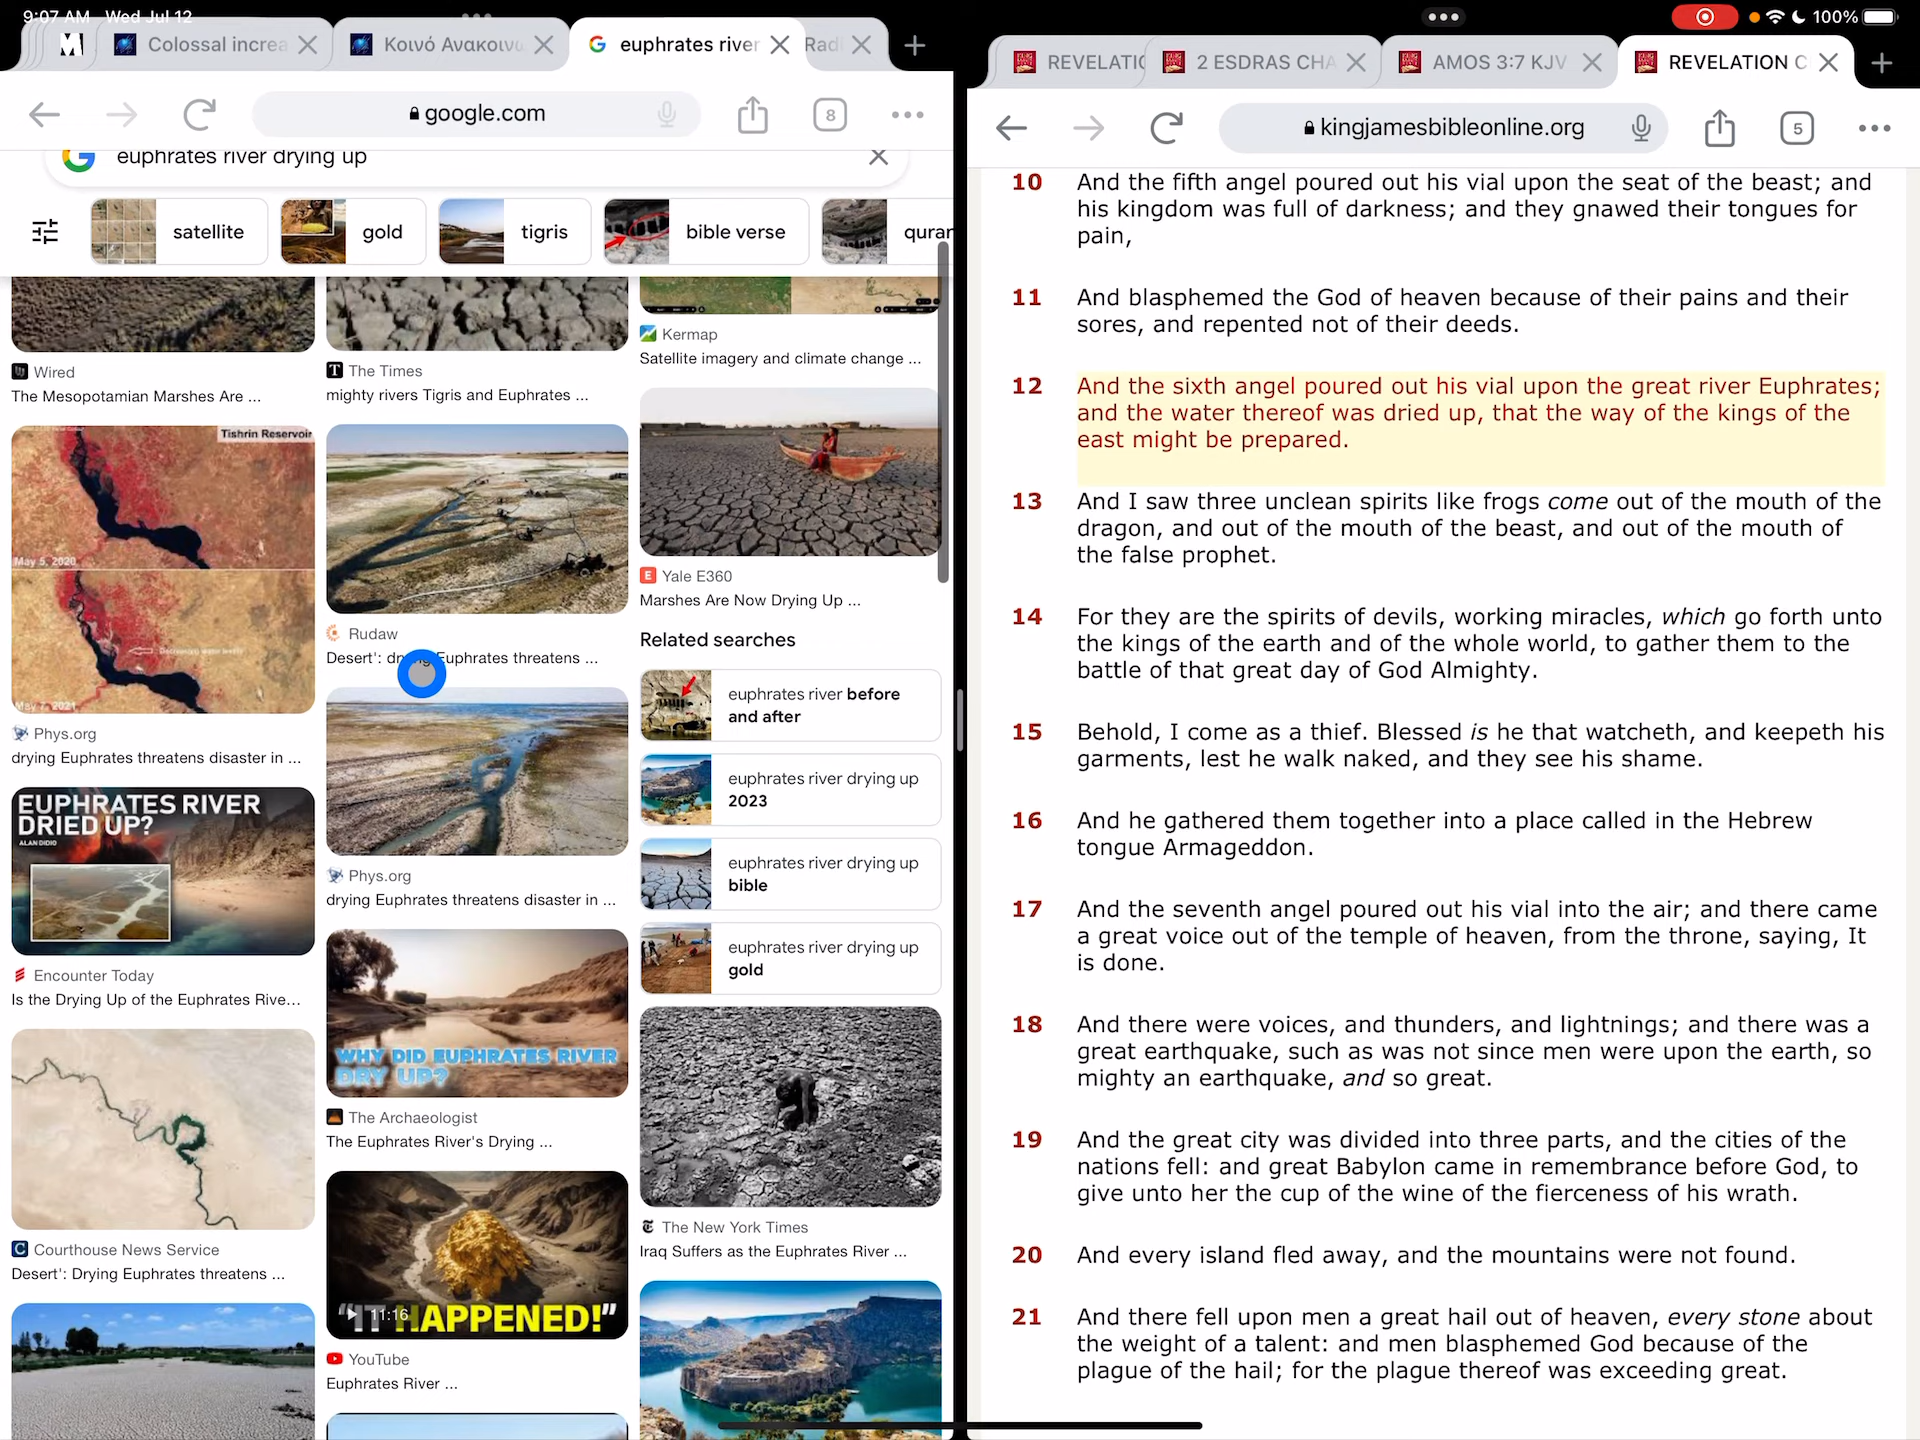 9:07 AM Wed Jul 12
Colossal increa
Κοινό Ανακοινω
euphrates river
Radi
google.com
8
euphrates river drying up
satellite
gold
tigris
bible verse
quran
Wired
The Mesopotamian Marshes Are ...
Tishrin Reservoir
May 5, 2020
May 7, 2021
Phys.org
drying Euphrates threatens disaster in ...
EUPHRATES RIVER
DRIED UP?
ALAN DIDIO
Encounter Today
Is the Drying Up of the Euphrates Rive...
Courthouse News Service
Desert': Drying Euphrates threatens ...
The Times
mighty rivers Tigris and Euphrates ...
Rudaw
Desert': drying Euphrates threatens ...
Phys.org
drying Euphrates threatens disaster in ...
WHY DID EUPHRATES RIVER
DRY UP?
The Archaeologist
The Euphrates River's Drying ...
"IT HAPPENED!"
11:16
YouTube
Euphrates River ...
Kermap
Satellite imagery and climate change ...
Yale E360
Marshes Are Now Drying Up ...
Related searches
euphrates river before
and after
euphrates river drying up
2023
euphrates river drying up
bible
euphrates river drying up
gold
The New York Times
Iraq Suffers as the Euphrates River ...
100%
REVELATIO
2 ESDRAS CHA
AMOS 3:7 KJV
REVELATION C
kingjamesbibleonline.org
5
10 And the fifth angel poured out his vial upon the seat of the beast; and
his kingdom was full of darkness; and they gnawed their tongues for
pain,
11 And blasphemed the God of heaven because of their pains and their
sores, and repented not of their deeds.
12 And the sixth angel poured out his vial upon the great river Euphrates;
and the water thereof was dried up, that the way of the kings of the
east might be prepared.
13 And I saw three unclean spirits like frogs come out of the mouth of the
dragon, and out of the mouth of the beast, and out of the mouth of
the false prophet.
14 For they are the spirits of devils, working miracles, which go forth unto
the kings of the earth and of the whole world, to gather them to the
battle of that great day of God Almighty.
15 Behold, I come as a thief. Blessed is he that watcheth, and keepeth his
garments, lest he walk naked, and they see his shame.
16 And he gathered them together into a place called in the Hebrew
tongue Armageddon.
17 And the seventh angel poured out his vial into the air; and there came
a great voice out of the temple of heaven, from the throne, saying, It
is done.
18 And there were voices, and thunders, and lightnings; and there was a
great earthquake, such as was not since men were upon the earth, so
mighty an earthquake, and so great.
19 And the great city was divided into three parts, and the cities of the
nations fell: and great Babylon came in remembrance before God, to
give unto her the cup of the wine of the fierceness of his wrath.
20 And every island fled away, and the mountains were not found.
21 And there fell upon men a great hail out of heaven, every stone about
the weight of a talent: and men blasphemed God because of the
plague of the hail; for the plague thereof was exceeding great.